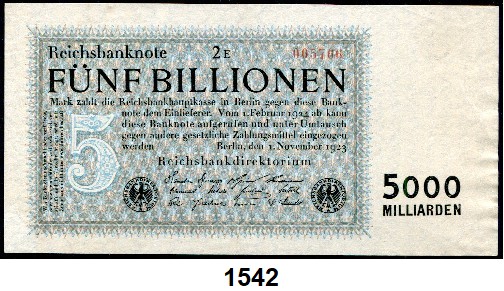 Reichsbanknote 2E 065706
FÜNF BILLIONEN
Mark zahlt die Reichsbankhauptkasse in Berlin gegen diese Bank-
note dem Einlieferer. Vom 1. Februar 1924 ab kann
diese Banknote aufgerufen und unter Umtausch
gegen andere gesetzliche Zahlungsmittel eingezogen
werden Berlin, den 1. November 1923
Reichsbankdirektorium
5
5000
MILLIARDEN
1542